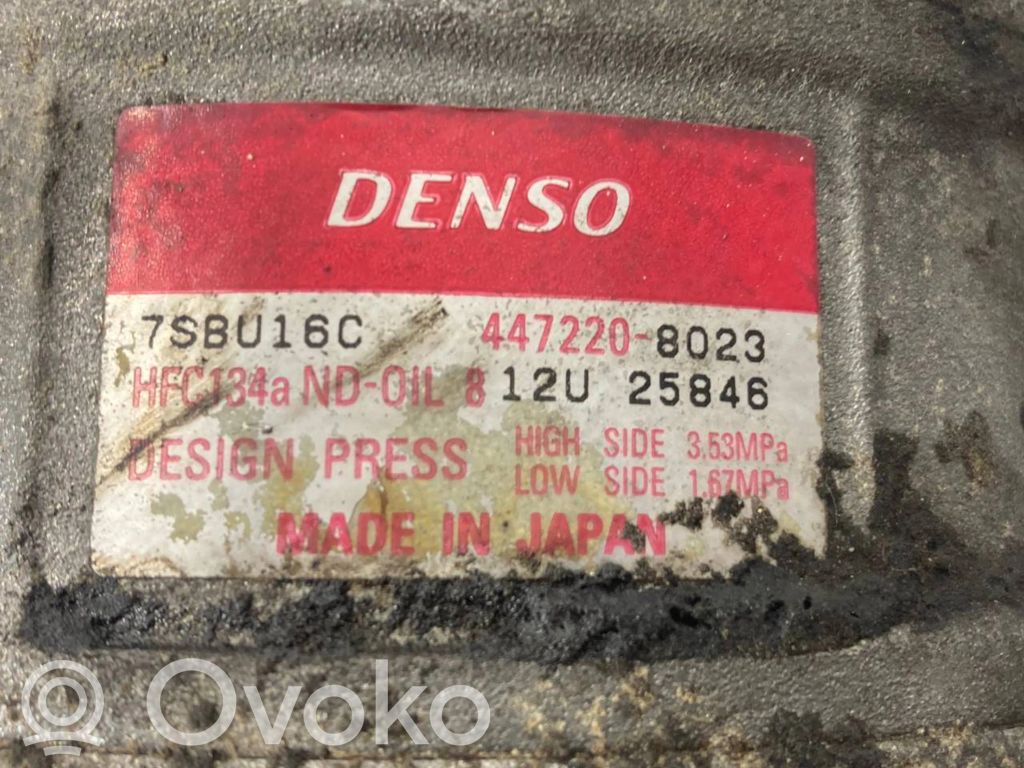 DENSO
7SBU16C 447220-8023
HFC134a ND-OIL 8 12U 25846
DESIGN PRESS HIGH SIDE 3.53MPa
LOW SIDE 1.67MPa
MADE IN JAPAN
Ovoko